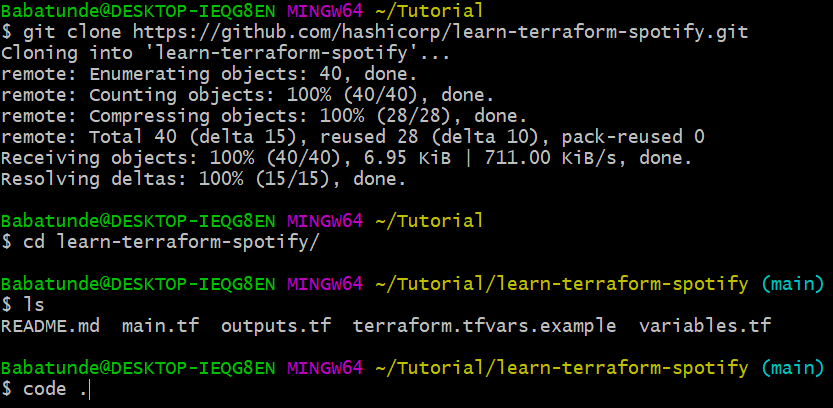 Babatunde@DESKTOP-IEQG8EN MINGW64 ~/Tutorial
$ git clone https://github.com/hashicorp/learn-terraform-spotify.git
Cloning into 'learn-terraform-spotify'...
remote: Enumerating objects: 40, done.
remote: Counting objects: 100% (40/40), done.
remote: Compressing objects: 100% (28/28), done.
remote: Total 40 (delta 15), reused 28 (delta 10), pack-reused 0
Receiving objects: 100% (40/40), 6.95 KiB | 711.00 KiB/s, done.
Resolving deltas: 100% (15/15), done.
Babatunde@DESKTOP-IEQG8EN MINGW64 ~/Tutorial
$ cd learn-terraform-spotify/
Babatunde@DESKTOP-IEQG8EN MINGW64 ~/Tutorial/learn-terraform-spotify (main)
$ ls
README.md  main.tf  outputs.tf  terraform.tfvars.example  variables.tf
Babatunde@DESKTOP-IEQG8EN MINGW64 ~/Tutorial/learn-terraform-spotify (main)
$ code .